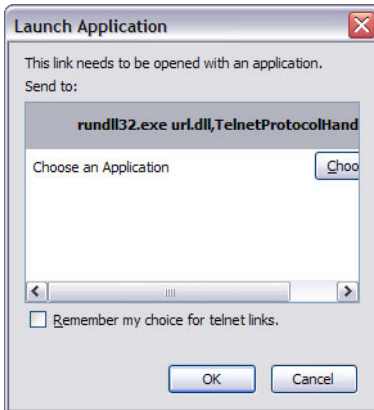 Launch Application
This link needs to be opened with an application.
Send to:
rundll32.exe url.dll,TelnetProtocolHand
Choose an Application
Choo
Remember my choice for telnet links.
OK
Cancel